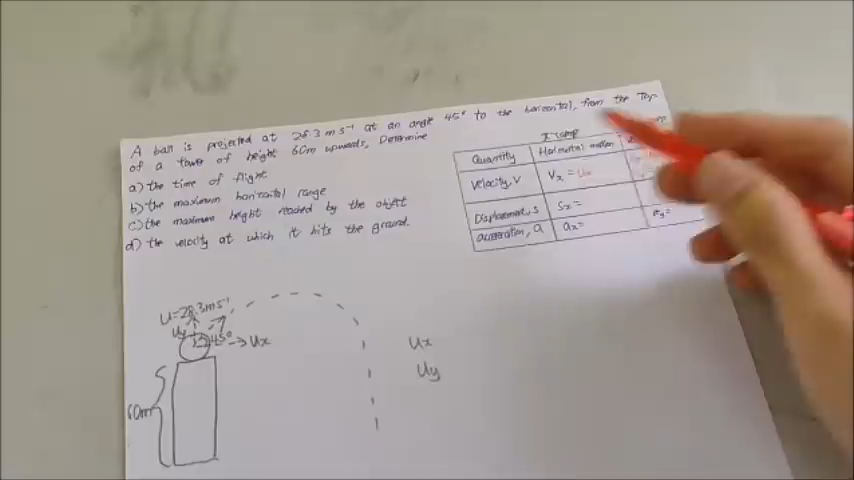 A ball is projected at 28.3 m s⁻¹ at an angle 45° to the horizontal, from the Top
of a tower of height 60m upwards, Determine
a) the time of flight
b) the maximum horizontal range
c) the maximum height reached by the object
d) the velocity at which it hits the ground.
x-comp
Quantity Horizontal motion
Velocity, V Vx = Ux
Displacement, S Sx =
acceleration, a ax = ay=
U=28.3ms⁻¹
Uy 45° Ux
60m
Ux
Uy